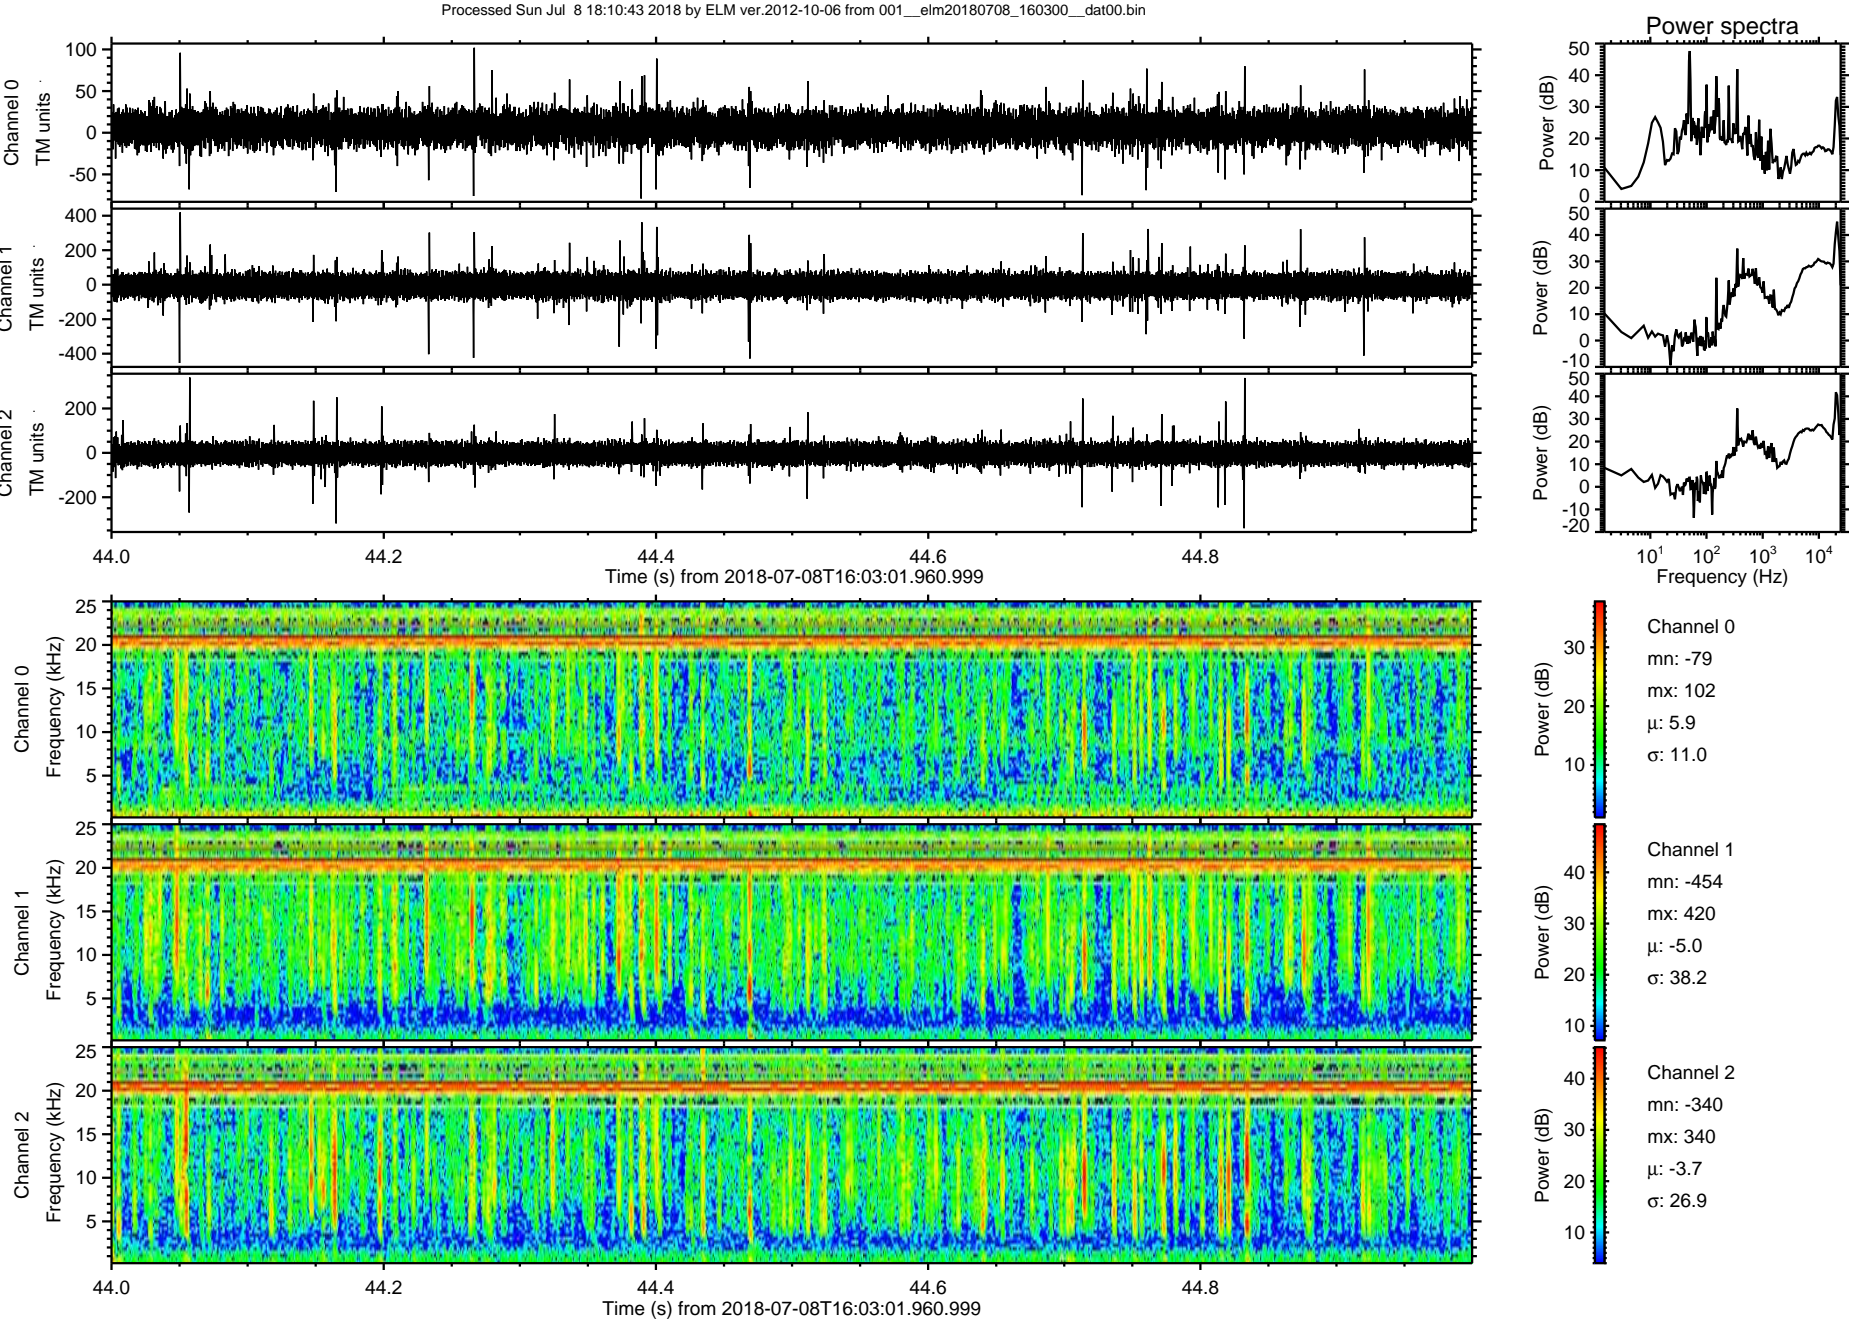 Processed Sun Jul  8 18:10:43 2018 by ELM ver.2012-10-06 from 001__elm20180708_160300__dat00.bin
Power spectra
Channel 0
TM units
100
50
0
-50
Power (dB)
50
40
30
20
10
0
Channel 1
TM units
400
200
0
-200
-400
Power (dB)
50
40
30
20
10
0
-10
Channel 2
TM units
200
0
-200
Power (dB)
50
40
30
20
10
0
-10
-20
44.0 44.2 44.4 44.6 44.8
Time (s) from 2018-07-08T16:03:01.960.999
10¹ 10² 10³ 10⁴
Frequency (Hz)
Channel 0
Frequency (kHz)
25
20
15
10
5
Power (dB)
30
20
10
Channel 0
mn: -79
mx: 102
μ: 5.9
σ: 11.0
Channel 1
Frequency (kHz)
25
20
15
10
5
Power (dB)
40
30
20
10
Channel 1
mn: -454
mx: 420
μ: -5.0
σ: 38.2
Channel 2
Frequency (kHz)
25
20
15
10
5
Power (dB)
40
30
20
10
Channel 2
mn: -340
mx: 340
μ: -3.7
σ: 26.9
44.0 44.2 44.4 44.6 44.8
Time (s) from 2018-07-08T16:03:01.960.999